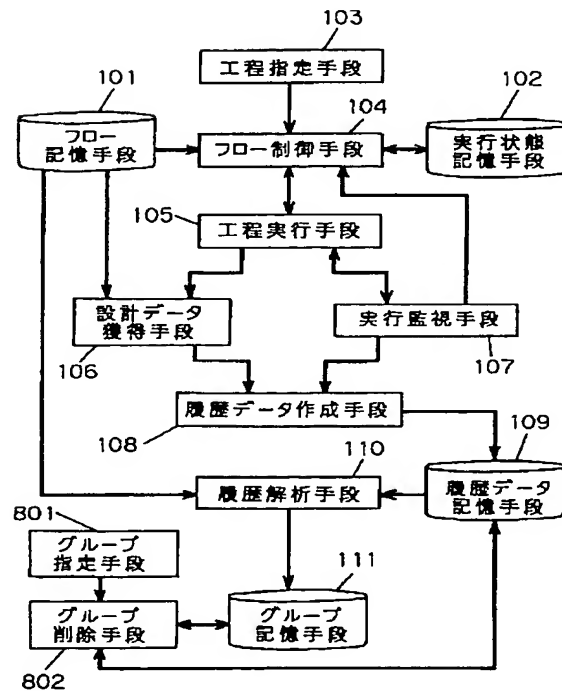 103
工程指定手段
101
フロー
記憶手段
104
フロー制御手段
102
実行状態
記憶手段
105
工程実行手段
設計データ
獲得手段
106
実行監視手段
107
履歴データ作成手段
108
110
履歴解析手段
109
履歴データ
記憶手段
801
グループ
指定手段
グループ
削除手段
802
111
グループ
記憶手段